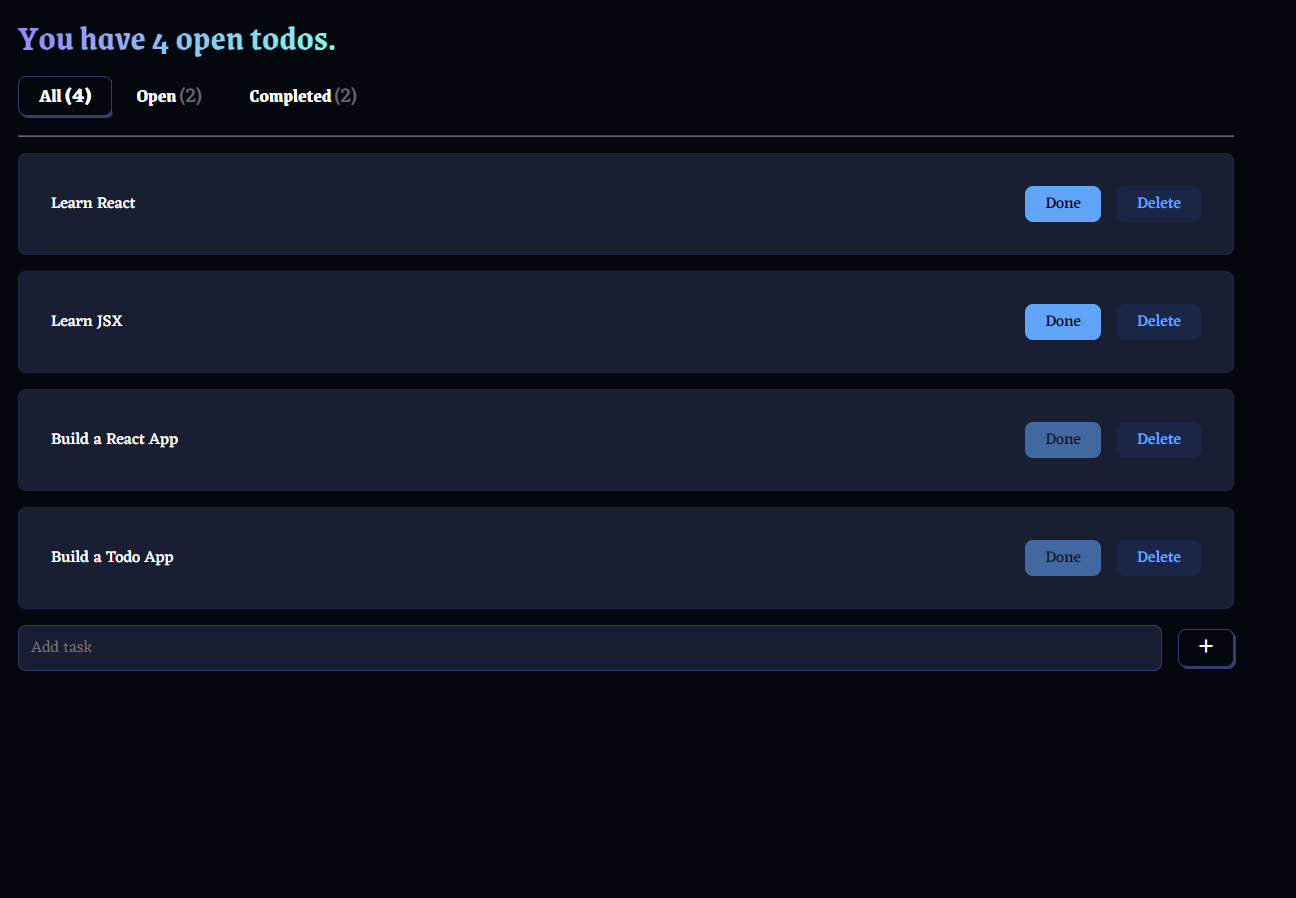 You have 4 open todos.
All (4) Open (2) Completed (2)
Learn React Done Delete
Learn JSX Done Delete
Build a React App Done Delete
Build a Todo App Done Delete
Add task +